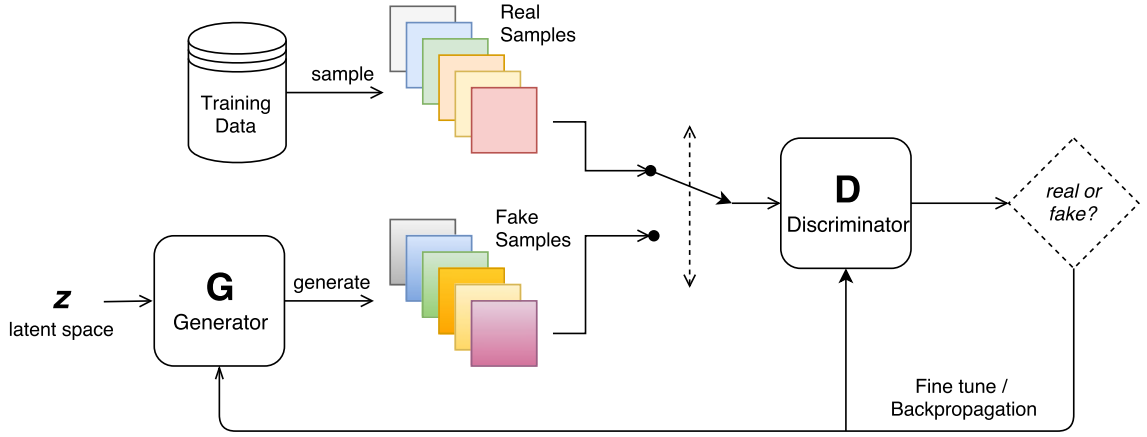 Real
Samples
sample
Training
Data
D
Discriminator
real or
fake?
Fake
Samples
G
Generator
generate
z
latent space
Fine tune /
Backpropagation